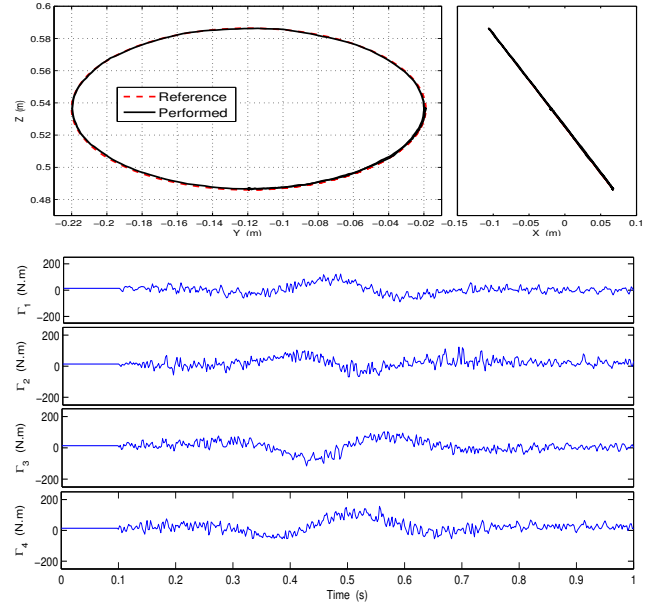 0.6
0.58
0.56
0.54
0.52
0.5
0.48
Z (m)
Reference
Performed
−0.22 −0.2 −0.18 −0.16 −0.14 −0.12 −0.1 −0.08 −0.06 −0.04 −0.02
Y (m)
−0.15 −0.1 −0.05 0 0.05 0.1
X (m)
200
0
−200
Γ1 (N.m)
200
0
−200
Γ2 (N.m)
200
0
−200
Γ3 (N.m)
200
0
−200
Γ4 (N.m)
0 0.1 0.2 0.3 0.4 0.5 0.6 0.7 0.8 0.9 1
Time (s)